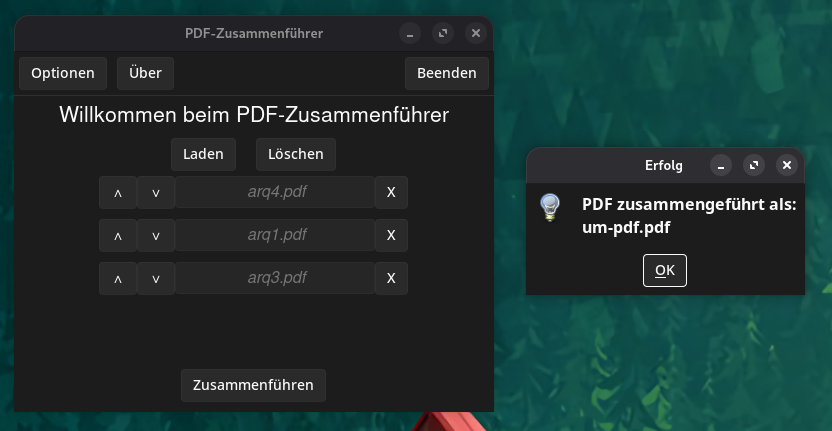 PDF-Zusammenführer
Optionen Über Beenden
Willkommen beim PDF-Zusammenführer
Laden Löschen
^ v arq4.pdf X
^ v arq1.pdf X
^ v arq3.pdf X
Zusammenführen
Erfolg
PDF zusammengeführt als:
um-pdf.pdf
OK